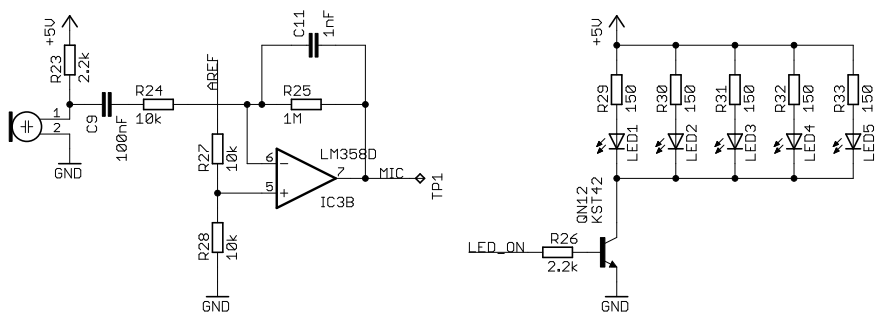 +5V
R23
2.2k
1
2
GND
C9
100nF
R24
10k
AREF
C11
1nF
R25
1M
R27
10k
6
5
7
LM358D
IC3B
MIC
TP1
R28
10k
GND
+5V
R29
150
R30
150
R31
150
R32
150
R33
150
LED1
LED2
LED3
LED4
LED5
QN12
KST42
LED_ON
R26
2.2k
GND